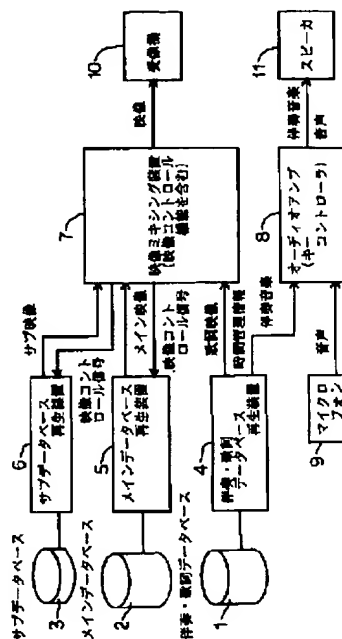 サブデータベース
3
サブデータベース
再生装置
6
サブ映像
映像コント
ロール信号
メインデータベース
2
メインデータベース
再生装置
5
メイン映像
映像コント
ロール信号
伴奏・歌詞データベース
1
伴奏・歌詞
データベース
再生装置
4
歌詞映像
時間管理情報
伴奏音楽
映像ミキシング装置
(映像コントロール
機能を含む)
7
映像
受像機
10
マイクロ
フォン
9
音声
オーディオアンプ
(キー
コントローラ)
8
伴奏音楽
音声
スピーカ
11